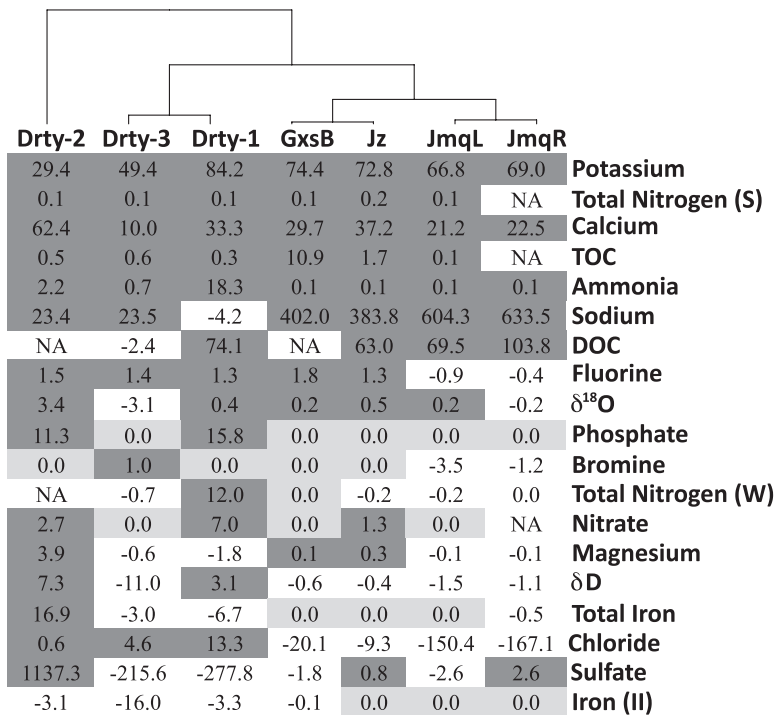 Drty-2 Drty-3 Drty-1 GxsB Jz JmqL JmqR
29.4 49.4 84.2 74.4 72.8 66.8 69.0 Potassium
0.1 0.1 0.1 0.1 0.2 0.1 NA Total Nitrogen (S)
62.4 10.0 33.3 29.7 37.2 21.2 22.5 Calcium
0.5 0.6 0.3 10.9 1.7 0.1 NA TOC
2.2 0.7 18.3 0.1 0.1 0.1 0.1 Ammonia
23.4 23.5 -4.2 402.0 383.8 604.3 633.5 Sodium
NA -2.4 74.1 NA 63.0 69.5 103.8 DOC
1.5 1.4 1.3 1.8 1.3 -0.9 -0.4 Fluorine
3.4 -3.1 0.4 0.2 0.5 0.2 -0.2 δ¹⁸O
11.3 0.0 15.8 0.0 0.0 0.0 0.0 Phosphate
0.0 1.0 0.0 0.0 0.0 -3.5 -1.2 Bromine
NA -0.7 12.0 0.0 -0.2 -0.2 0.0 Total Nitrogen (W)
2.7 0.0 7.0 0.0 1.3 0.0 NA Nitrate
3.9 -0.6 -1.8 0.1 0.3 -0.1 -0.1 Magnesium
7.3 -11.0 3.1 -0.6 -0.4 -1.5 -1.1 δD
16.9 -3.0 -6.7 0.0 0.0 0.0 -0.5 Total Iron
0.6 4.6 13.3 -20.1 -9.3 -150.4 -167.1 Chloride
1137.3 -215.6 -277.8 -1.8 0.8 -2.6 2.6 Sulfate
-3.1 -16.0 -3.3 -0.1 0.0 0.0 0.0 Iron (II)